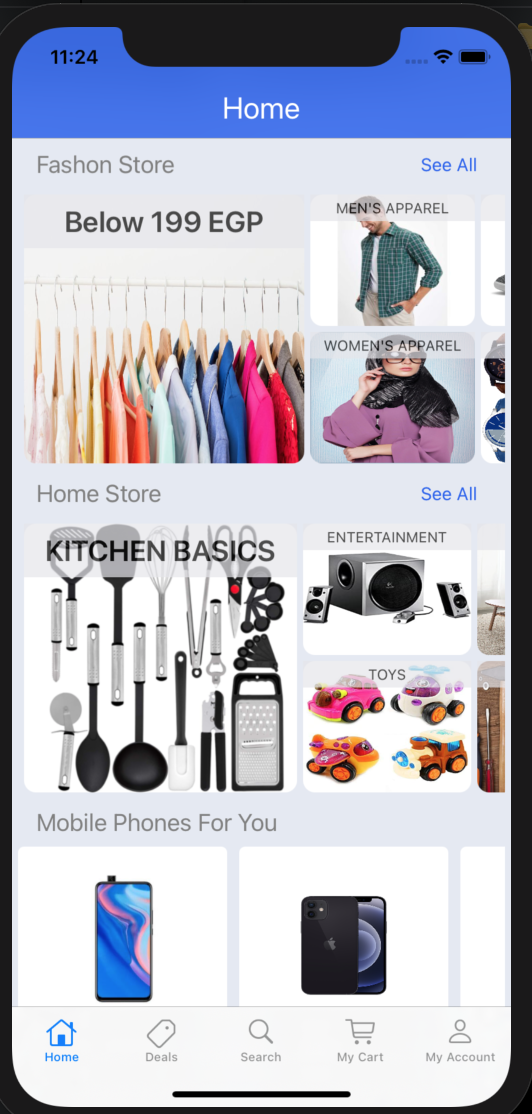 11:24
Home
Fashon Store
See All
Below 199 EGP
MEN'S APPAREL
WOMEN'S APPAREL
Home Store
See All
KITCHEN BASICS
ENTERTAINMENT
TOYS
Mobile Phones For You
Home
Deals
Search
My Cart
My Account